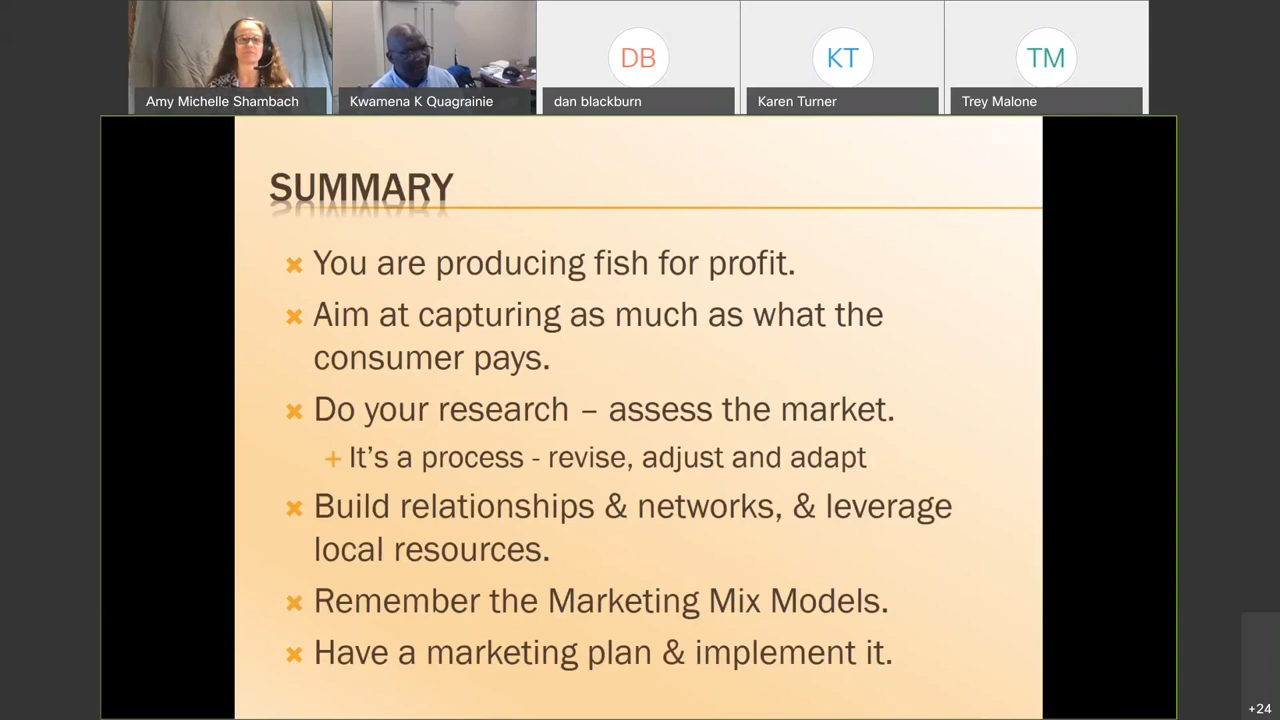 DB
KT
TM
Amy Michelle Shambach
Kwamena K Quagrainie
dan blackburn
Karen Turner
Trey Malone
SUMMARY
You are producing fish for profit.
Aim at capturing as much as what the
consumer pays.
Do your research – assess the market.
It's a process - revise, adjust and adapt
Build relationships & networks, & leverage
local resources.
Remember the Marketing Mix Models.
Have a marketing plan & implement it.
+24